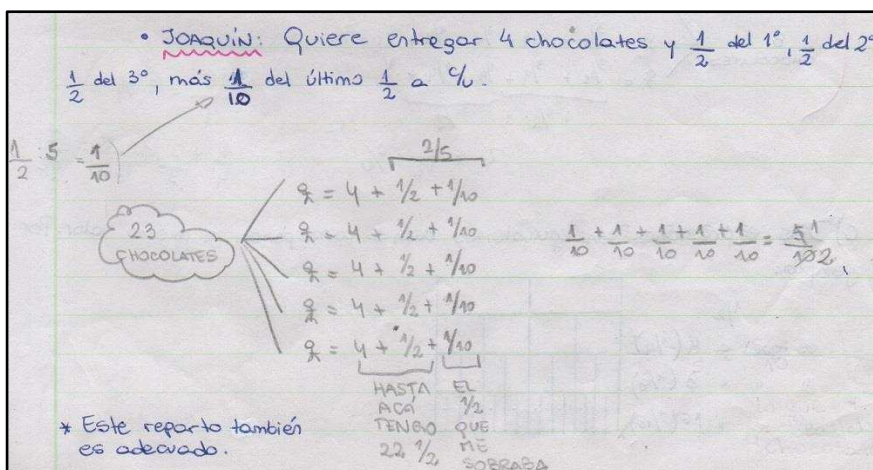 • JOAQUÍN: Quiere entregar 4 chocolates y 1/2 del 1º, 1/2 del 2º
1/2 del 3º, más 1/10 del último 1/2 a c/u.
1/2 : 5 = 1/10
2/5
23
CHOCOLATES
= 4 + 1/2 + 1/10
= 4 + 1/2 + 1/10
= 4 + 1/2 + 1/10
= 4 + 1/2 + 1/10
= 4 + 1/2 + 1/10
1/10 + 1/10 + 1/10 + 1/10 + 1/10 = 5/10 1/2
HASTA
ACÁ
TENGO
22 1/2
EL
1/2
QUE
ME
SOBRABA
* Este reparto también
es adecuado.